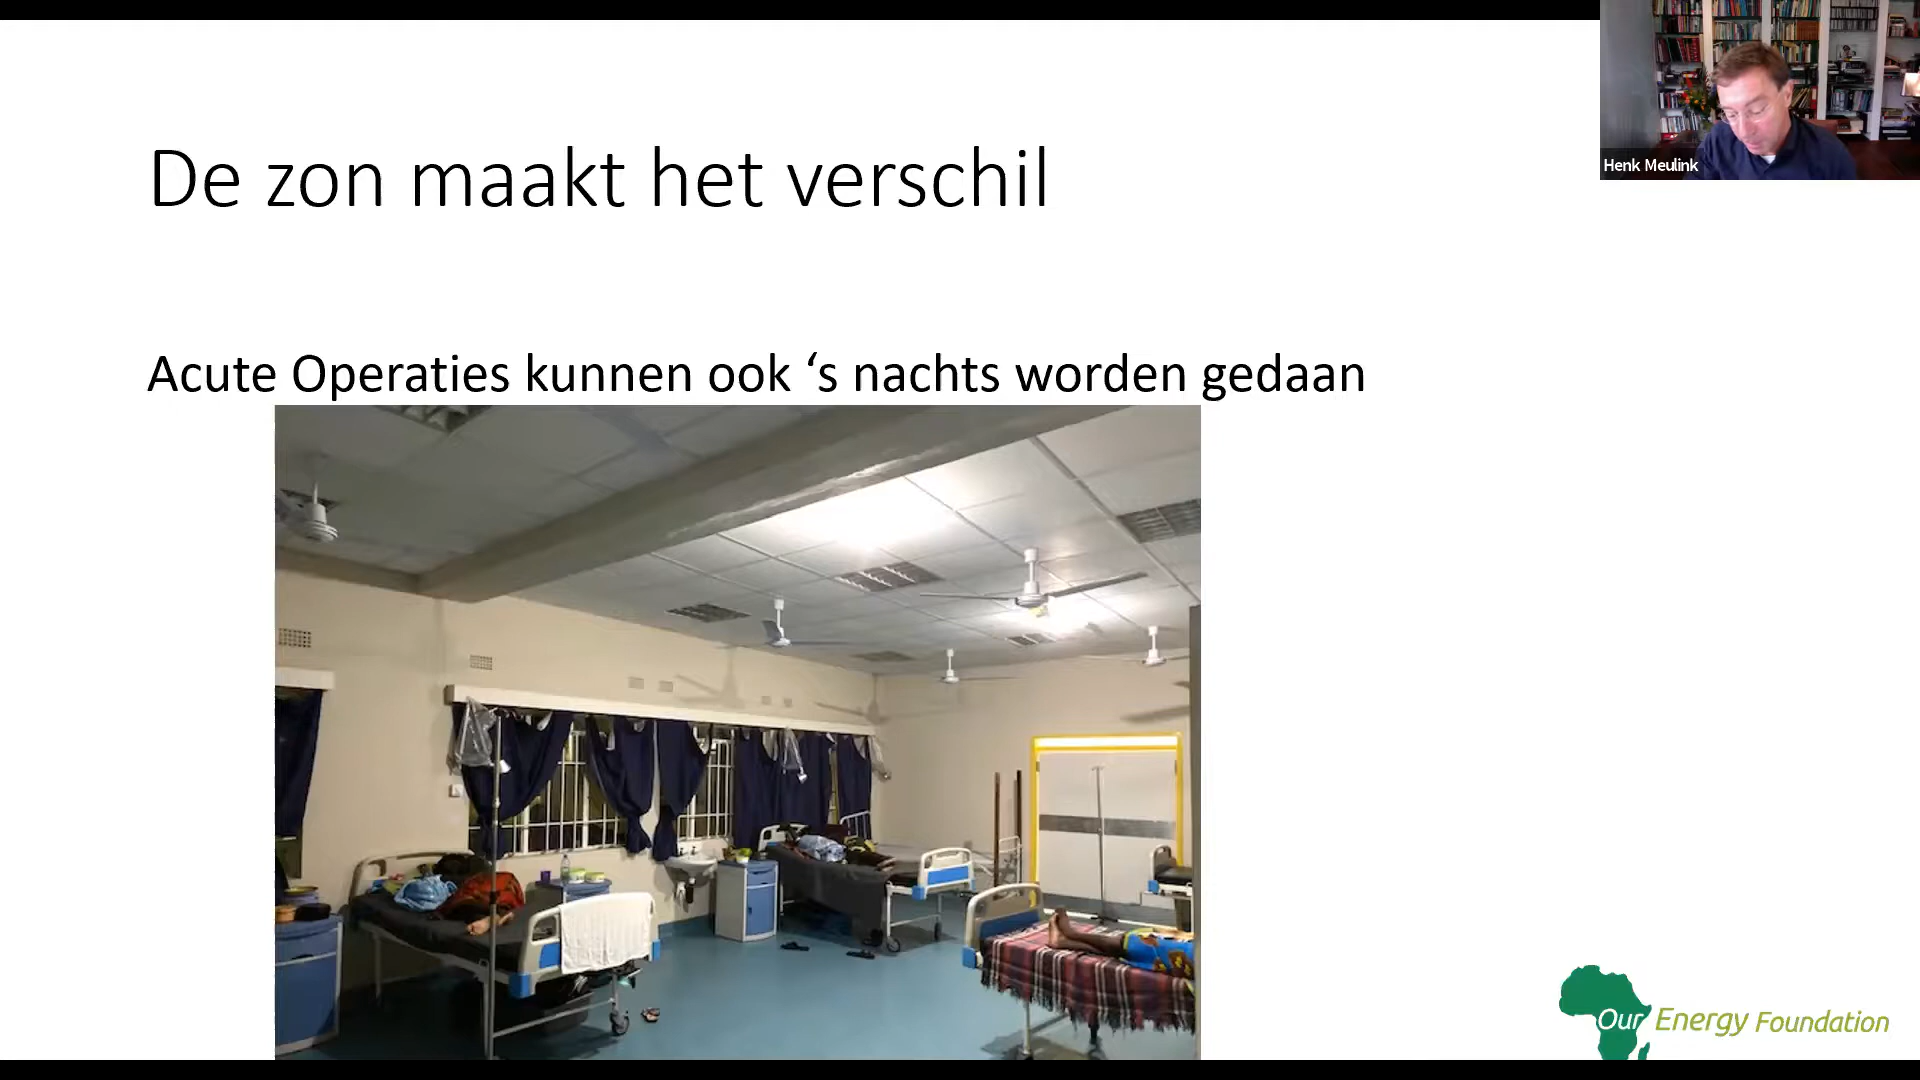 De zon maakt het verschil
Henk Meulink
Acute Operaties kunnen ook ‘s nachts worden gedaan
Our Energy Foundation